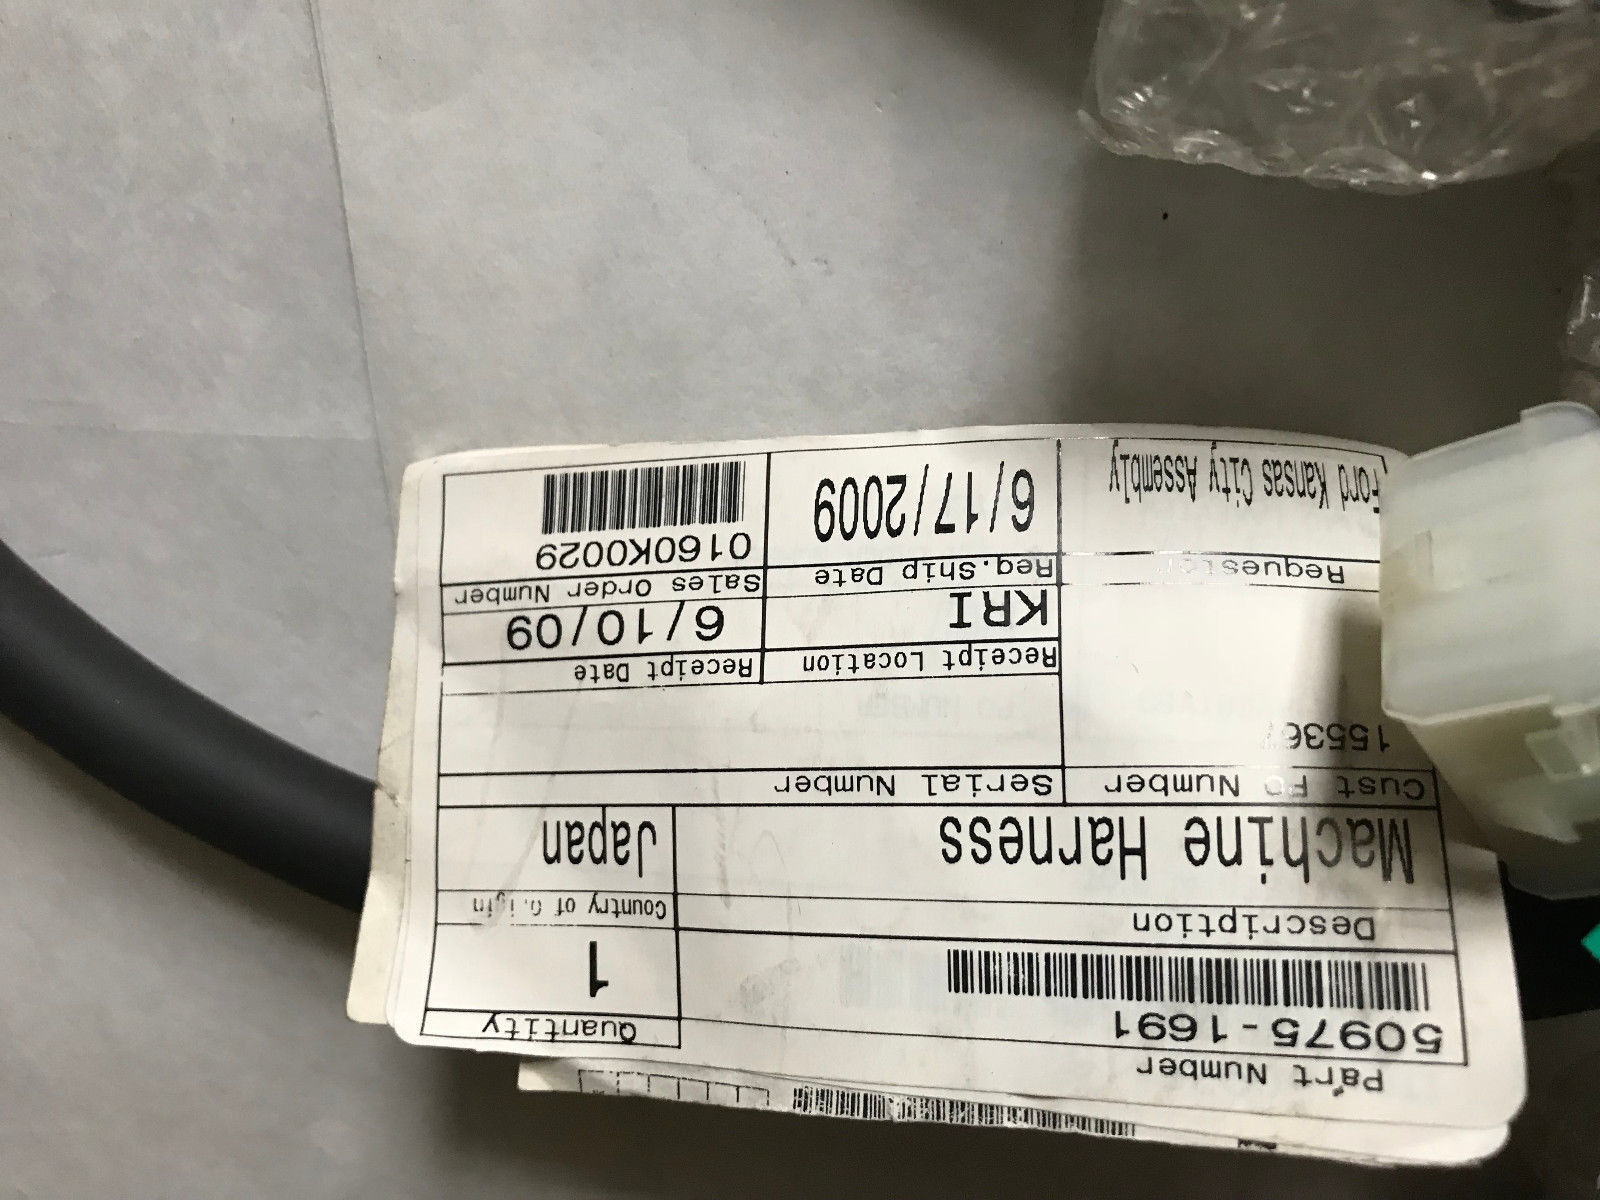 Part Number
50975-1691
Quantity
1
Description
Machine Harness
Country of Origin
Japan
Cust PO Number
15536
Serial Number
Receipt Location
KRI
Receipt Date
6/10/09
Requestor
Ford Kansas City Assembly
Req.Ship Date
6/17/2009
Sales Order Number
0160K0029